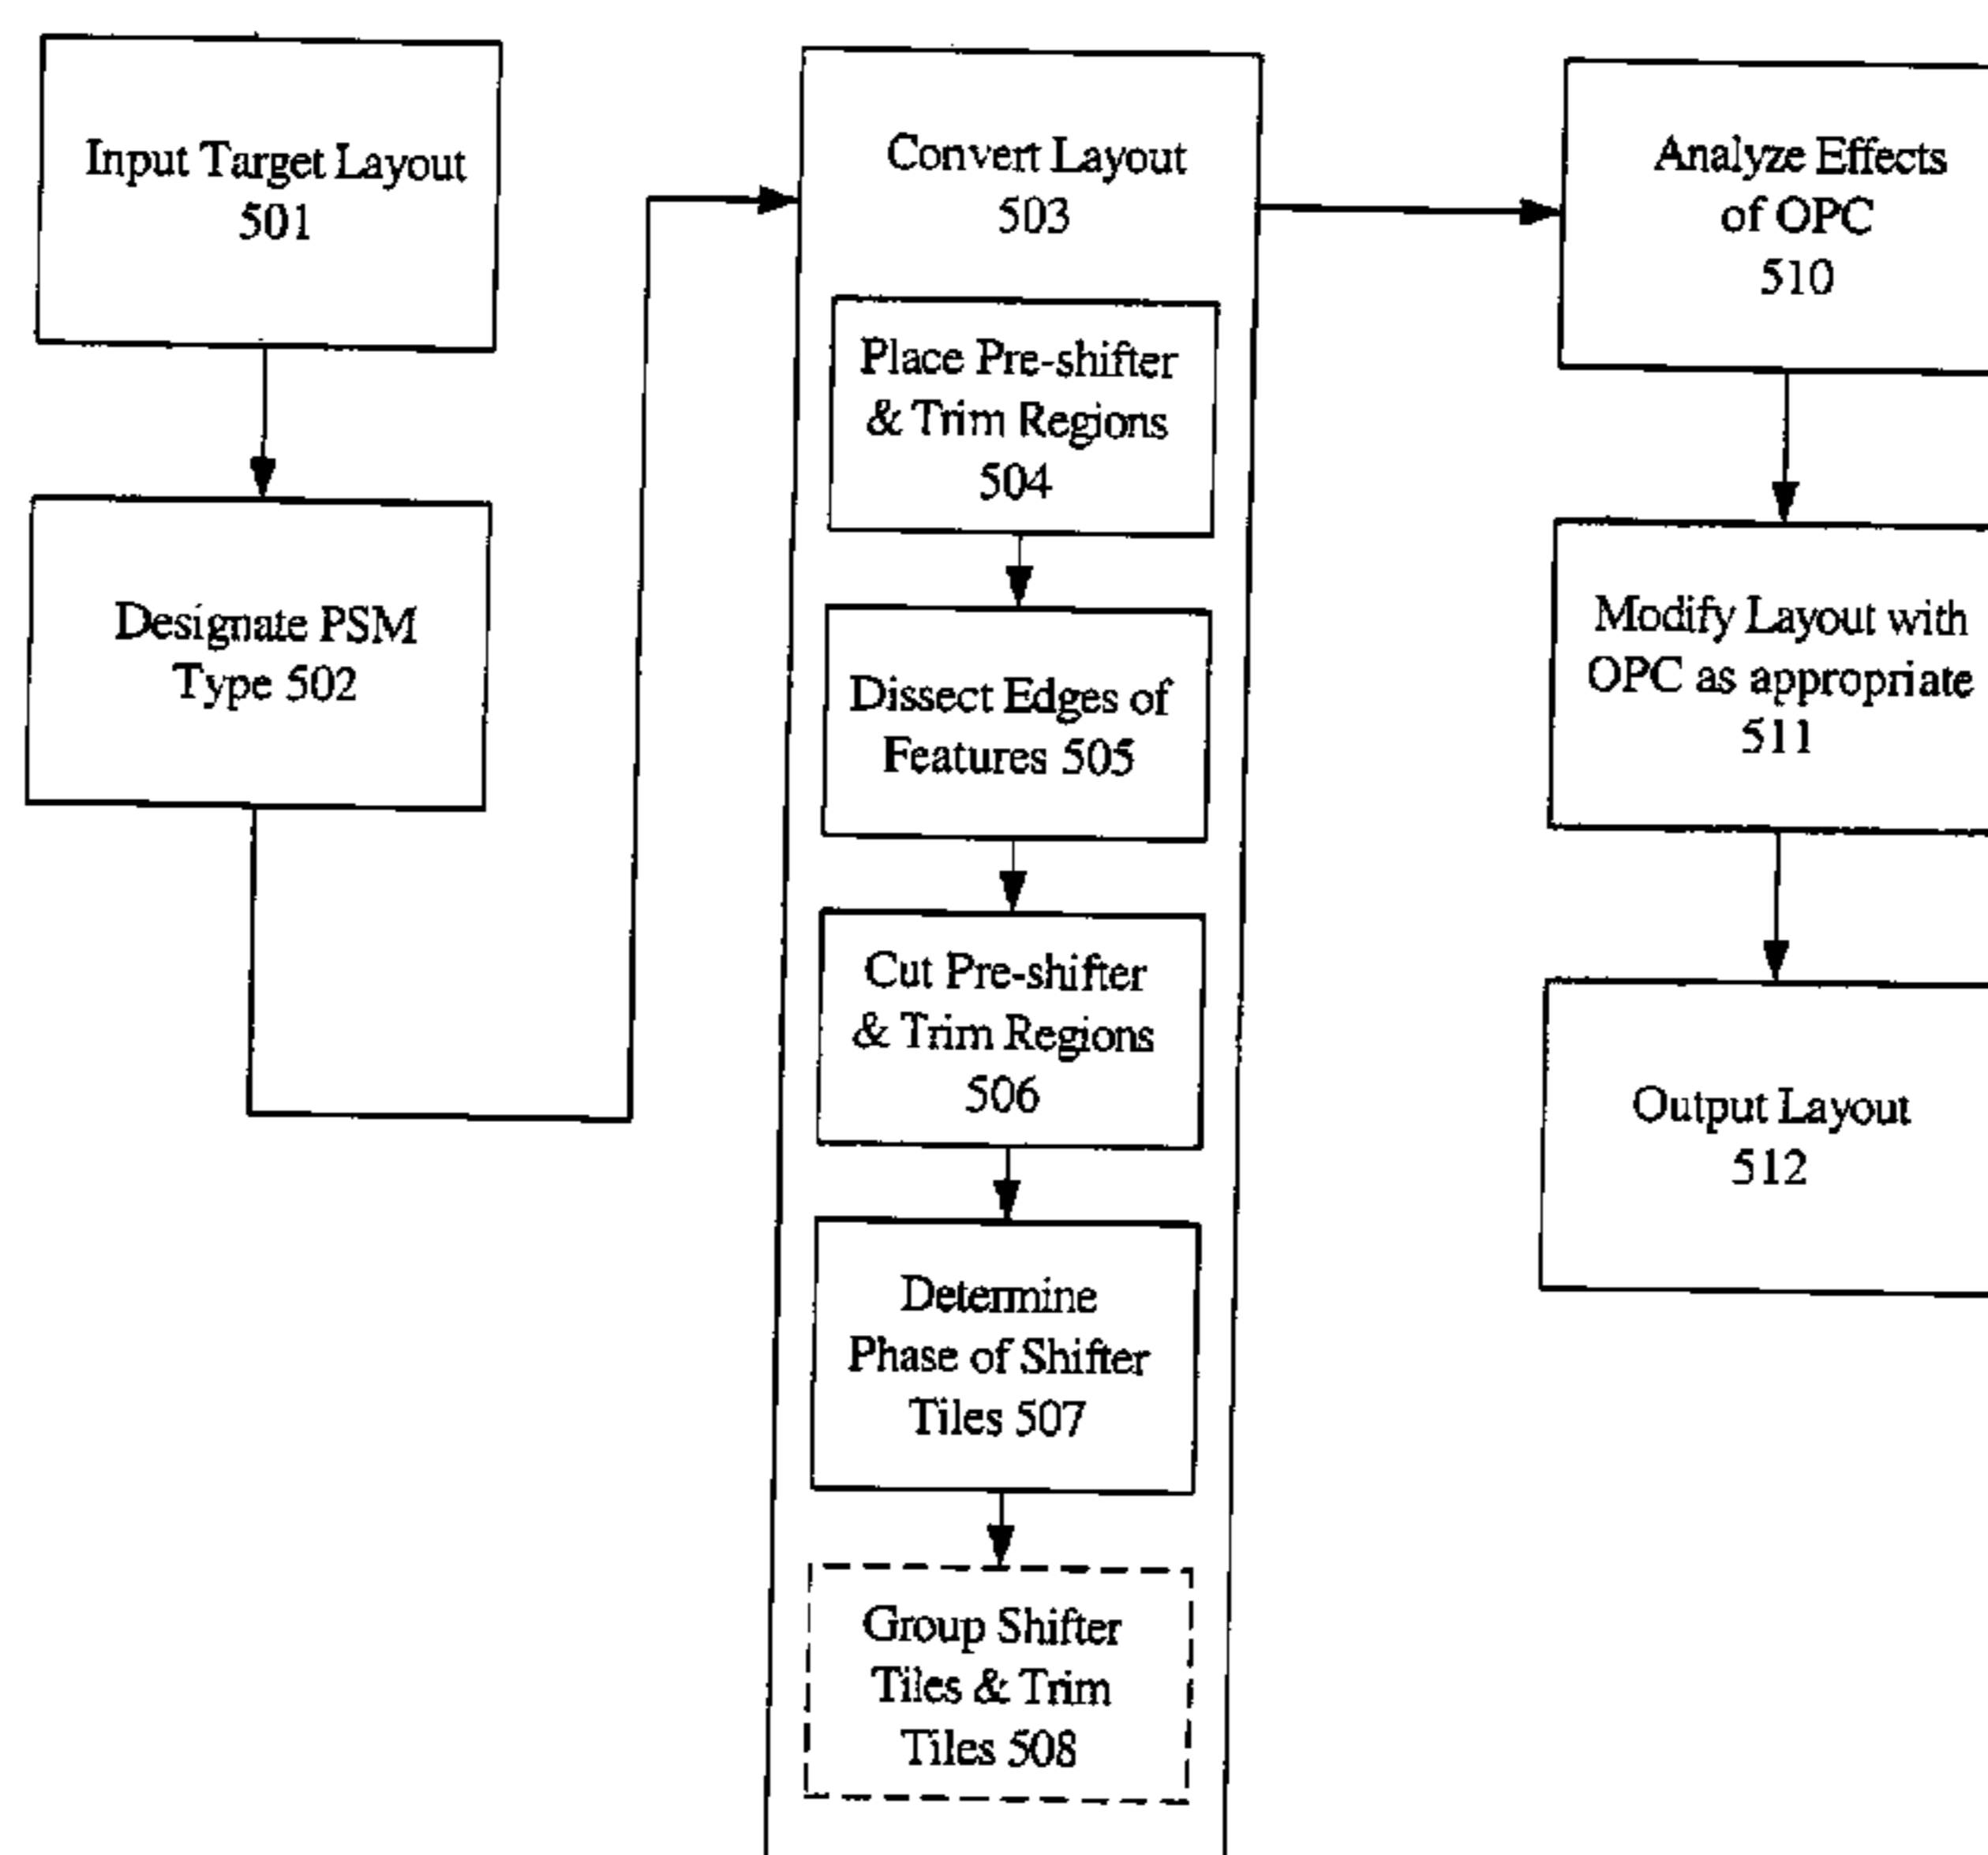 Input Target Layout
501
Designate PSM
Type 502
Convert Layout
503
Place Pre-shifter
& Trim Regions
504
Dissect Edges of
Features 505
Cut Pre-shifter
& Trim Regions
506
Determine
Phase of Shifter
Tiles 507
Group Shifter
Tiles & Trim
Tiles 508
Analyze Effects
of OPC
510
Modify Layout with
OPC as appropriate
511
Output Layout
512